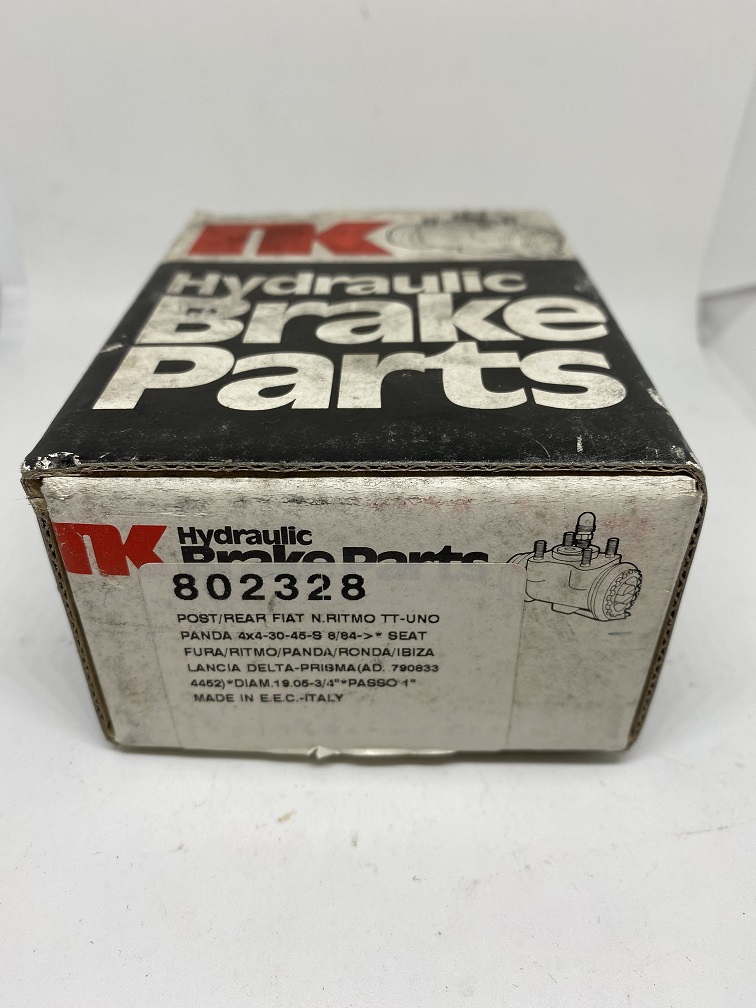 NK
Hydraulic
Brake
Parts
NK
Hydraulic
Brake Parts
802328
POST/REAR FIAT N.RITMO TT-UNO
PANDA 4x4-30-45-S 8/84->* SEAT
FURA/RITMO/PANDA/RONDA/IBIZA
LANCIA DELTA-PRISMA(AD. 790833
4452)*DIAM.19.05-3/4"*PASSO 1"
MADE IN E.E.C.-ITALY